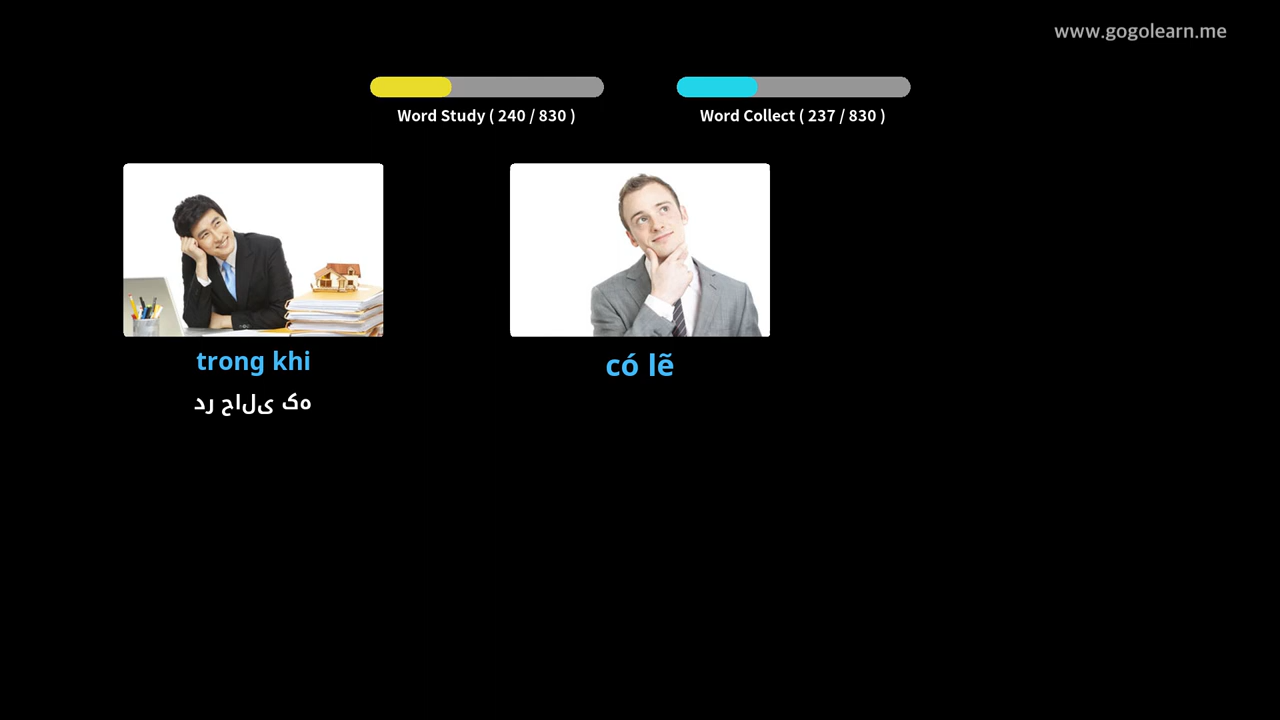 www.gogolearn.me
Word Study ( 240 / 830 )
Word Collect ( 237 / 830 )
trong khi
در حالی که
có lẽ